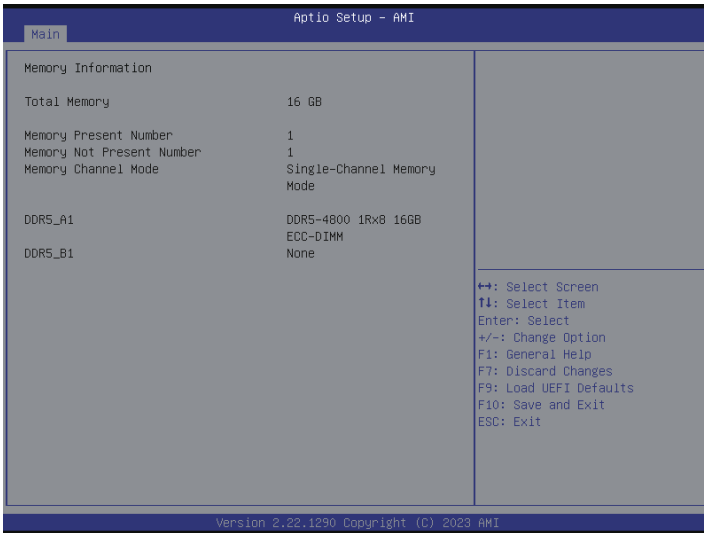 Aptio Setup – AMI
Main
Memory Information
Total Memory 16 GB
Memory Present Number 1
Memory Not Present Number 1
Memory Channel Mode Single-Channel Memory
Mode
DDR5_A1 DDR5-4800 1Rx8 16GB
ECC-DIMM
DDR5_B1 None
↔: Select Screen
↑↓: Select Item
Enter: Select
+/-: Change Option
F1: General Help
F7: Discard Changes
F9: Load UEFI Defaults
F10: Save and Exit
ESC: Exit
Version 2.22.1290 Copyright (C) 2023 AMI